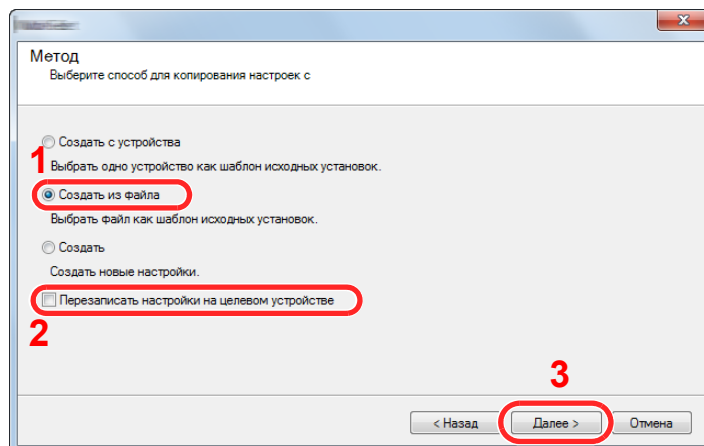 Метод
Выберите способ для копирования настроек с
Создать с устройства
1
Выбрать одно устройство как шаблон исходных установок.
Создать из файла
Выбрать файл как шаблон исходных установок.
Создать
Создать новые настройки.
Перезаписать настройки на целевом устройстве
2
3
< Назад Далее > Отмена